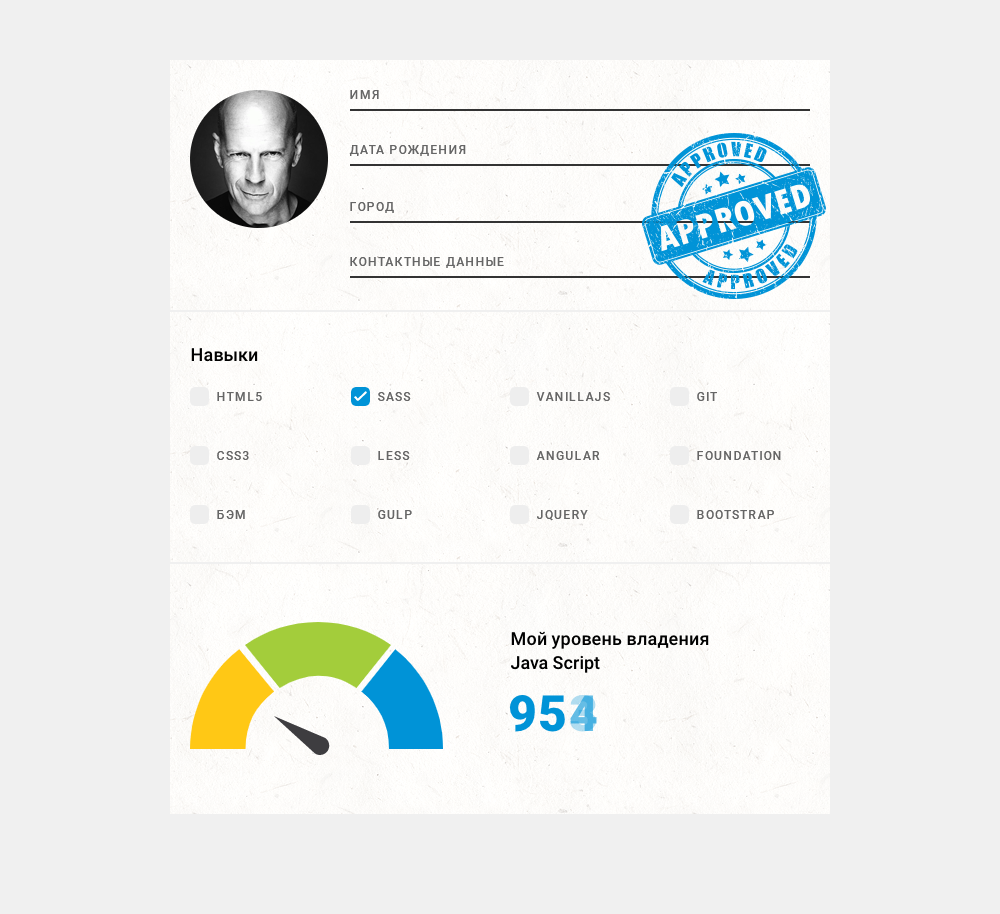 ИМЯ
ДАТА РОЖДЕНИЯ
ГОРОД
КОНТАКТНЫЕ ДАННЫЕ
APPROVED
APPROVED
APPROVED
Навыки
HTML5 SASS VANILLAJS GIT
CSS3 LESS ANGULAR FOUNDATION
БЭМ GULP JQUERY BOOTSTRAP
Мой уровень владения
Java Script